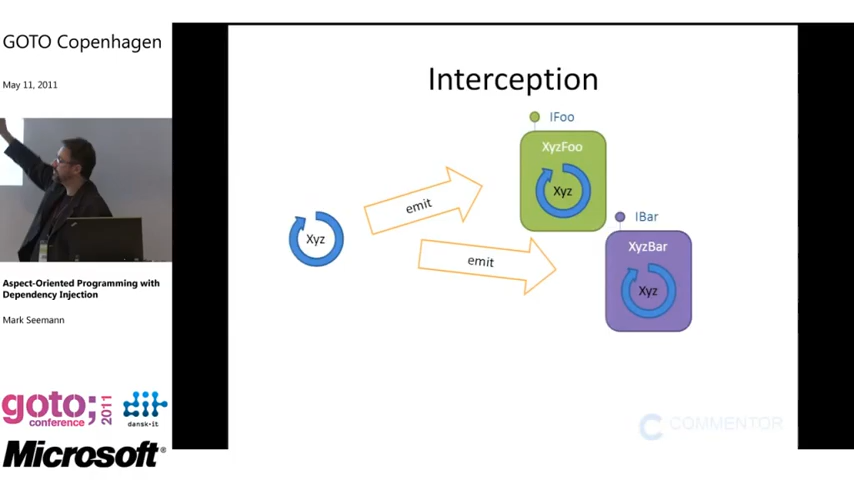 GOTO Copenhagen
May 11, 2011
Aspect-Oriented Programming with
Dependency Injection
Mark Seemann
goto;
conference
2011
dansk-it
Microsoft®
Interception
IFoo
XyzFoo
Xyz
emit
Xyz
emit
IBar
XyzBar
Xyz
COMMENTOR